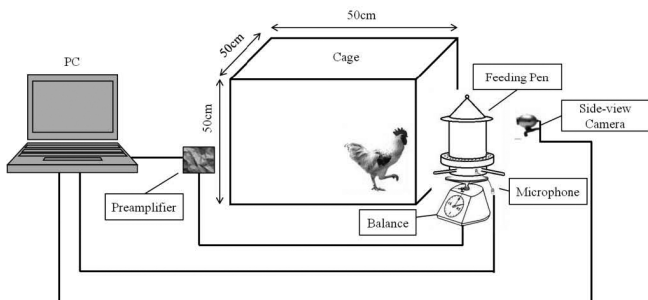 50cm
50cm
Cage
PC
Feeding Pen
Side-view
Camera
50cm
Preamplifier
Microphone
Balance